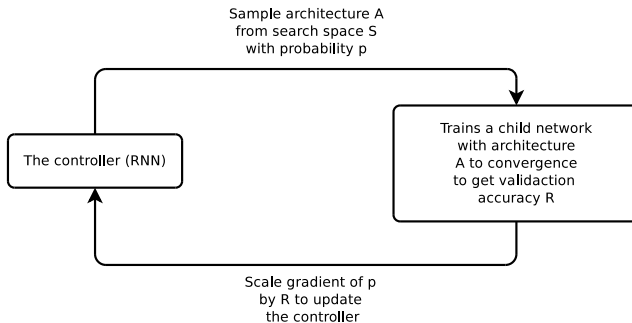 Sample architecture A
from search space S
with probability p
The controller (RNN)
Trains a child network
with architecture
A to convergence
to get validaction
accuracy R
Scale gradient of p
by R to update
the controller